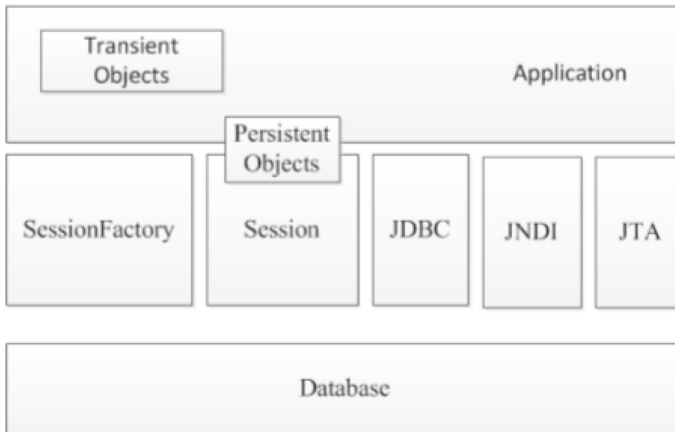 Transient
Objects
Application
Persistent
Objects
SessionFactory
Session
JDBC
JNDI
JTA
Database